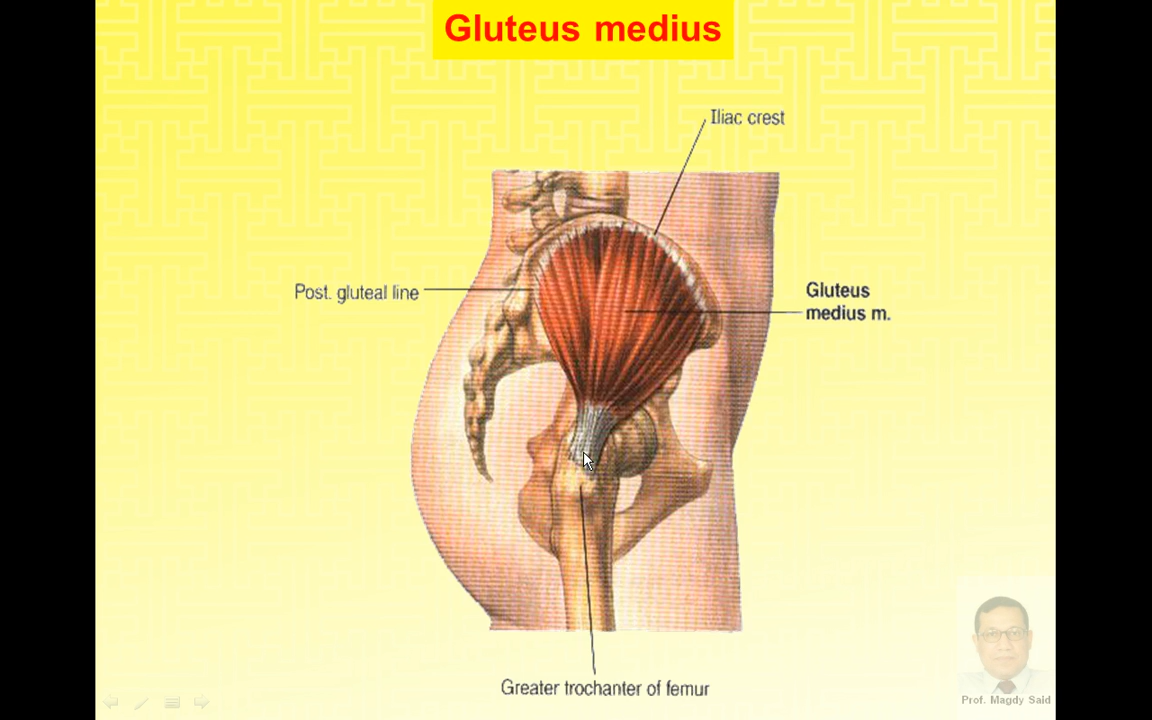 Gluteus medius
Iliac crest
Post. gluteal line
Gluteus
medius m.
Greater trochanter of femur
Prof. Magdy Said